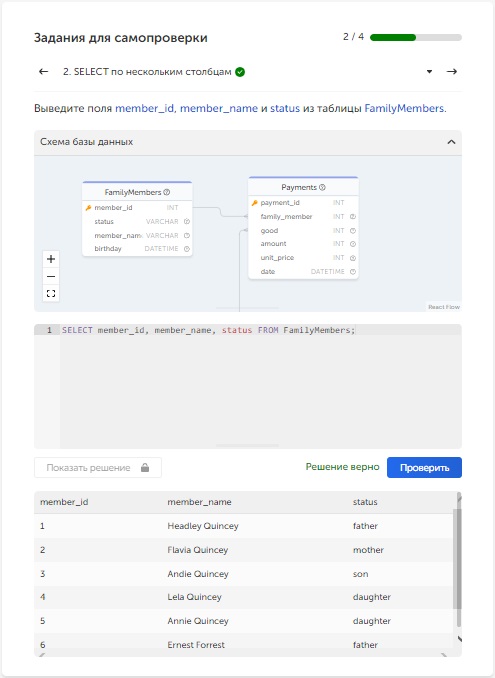 Задания для самопроверки
2 / 4
2. SELECT по нескольким столбцам
Выведите поля member_id, member_name и status из таблицы FamilyMembers.
Схема базы данных
FamilyMembers
member_id INT
status VARCHAR
member_name VARCHAR
birthday DATETIME
Payments
payment_id INT
family_member INT
good INT
amount INT
unit_price INT
date DATETIME
React Flow
1 SELECT member_id, member_name, status FROM FamilyMembers;
Показать решение
Решение верно
Проверить
member_id member_name status
1 Headley Quincey father
2 Flavia Quincey mother
3 Andie Quincey son
4 Lela Quincey daughter
5 Annie Quincey daughter
6 Ernest Forrest father